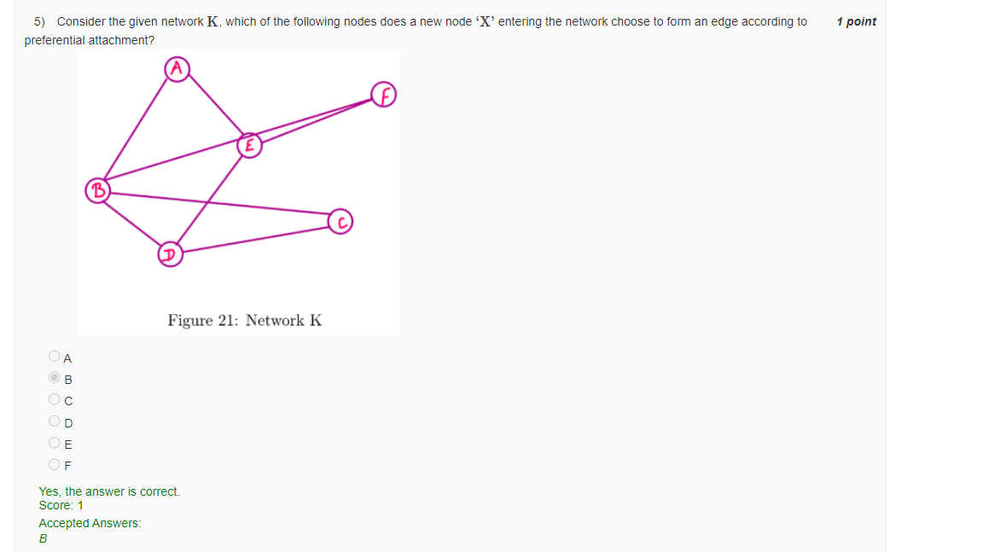 5) Consider the given network K, which of the following nodes does a new node ‘X’ entering the network choose to form an edge according to 1 point
preferential attachment?
A
F
E
B
C
D
Figure 21: Network K
A
B
C
D
E
F
Yes, the answer is correct.
Score: 1
Accepted Answers:
B